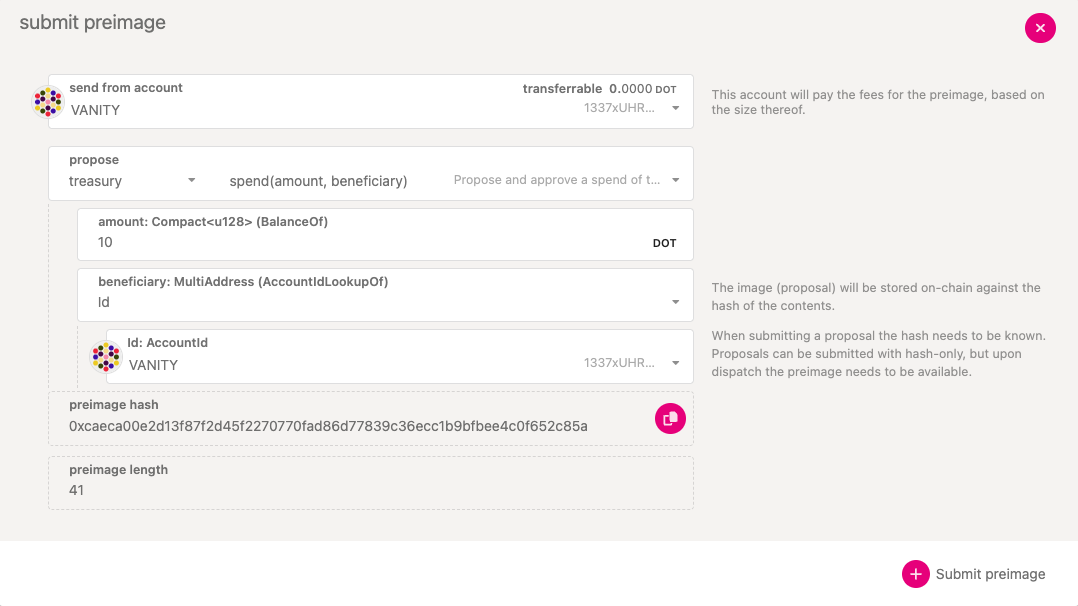 submit preimage
send from account
transferrable 0.0000 DOT
VANITY
1337xUHR...
This account will pay the fees for the preimage, based on
the size thereof.
propose
treasury
spend(amount, beneficiary)
Propose and approve a spend of t...
amount: Compact<u128> (BalanceOf)
10
DOT
beneficiary: MultiAddress (AccountIdLookupOf)
Id
The image (proposal) will be stored on-chain against the
hash of the contents.
When submitting a proposal the hash needs to be known.
Proposals can be submitted with hash-only, but upon
dispatch the preimage needs to be available.
Id: AccountId
VANITY
1337xUHR...
preimage hash
0xcaeca00e2d13f87f2d45f2270770fad86d77839c36ecc1b9bfbee4c0f652c85a
preimage length
41
Submit preimage